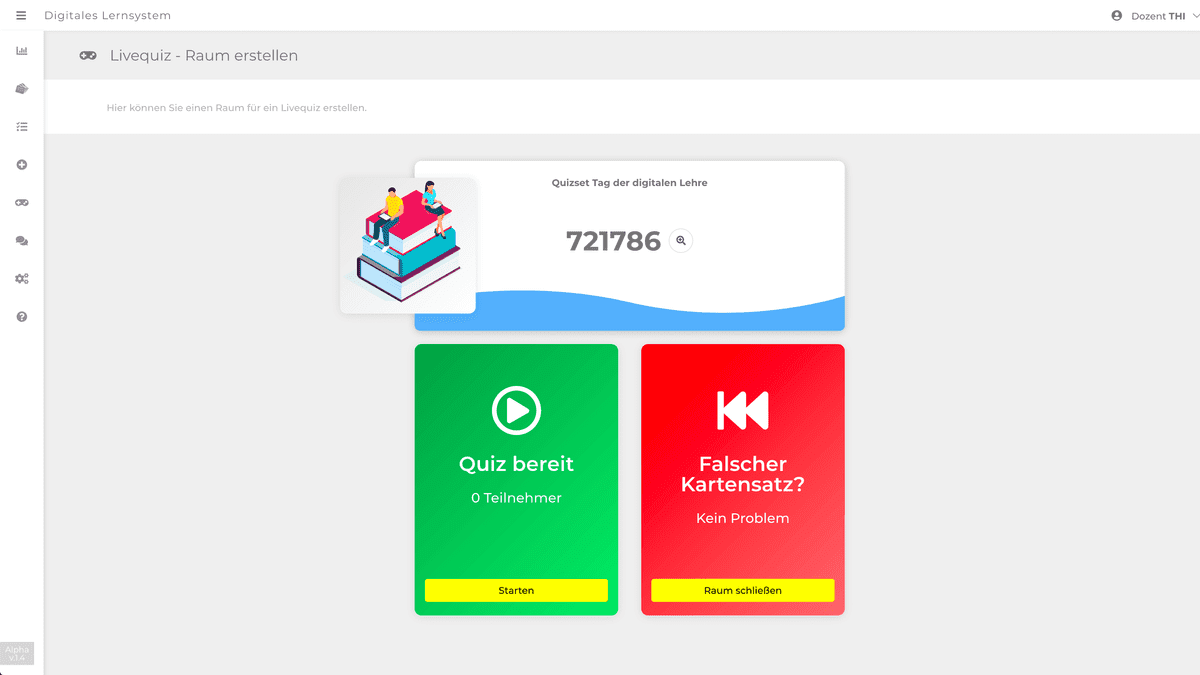 Digitales Lernsystem
Dozent THI
Livequiz - Raum erstellen
Hier können Sie einen Raum für ein Livequiz erstellen.
Quizset Tag der digitalen Lehre
721786
Quiz bereit
0 Teilnehmer
Starten
Falscher
Kartensatz?
Kein Problem
Raum schließen
Alpha
v.1.4